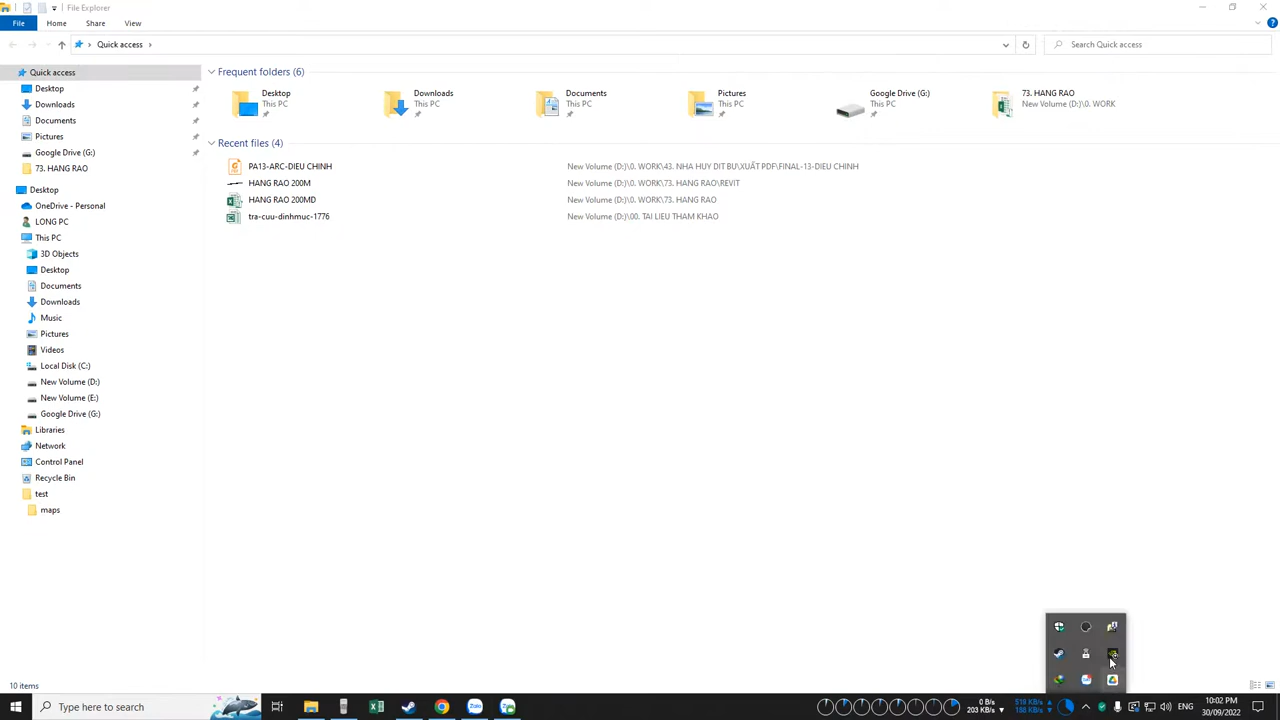 File Explorer
File Home Share View
Quick access
Search Quick access
Quick access
Desktop
Downloads
Documents
Pictures
Google Drive (G:)
73. HANG RAO
Desktop
OneDrive - Personal
LONG PC
This PC
3D Objects
Desktop
Documents
Downloads
Music
Pictures
Videos
Local Disk (C:)
New Volume (D:)
New Volume (E:)
Google Drive (G:)
Libraries
Network
Control Panel
Recycle Bin
test
maps
Frequent folders (6)
Desktop
This PC
Downloads
This PC
Documents
This PC
Pictures
This PC
Google Drive (G:)
This PC
73. HANG RAO
New Volume (D:)\0. WORK
Recent files (4)
PA13-ARC-DIEU CHINH New Volume (D:)\0. WORK\43. NHA HUY DIT BU\XUẤT PDF\FINAL-13-DIEU CHINH
HANG RAO 200M New Volume (D:)\0. WORK\73. HANG RAO\REVIT
HANG RAO 200MD New Volume (D:)\0. WORK\73. HANG RAO
tra-cuu-dinhmuc-1776 New Volume (D:)\00. TAI LIEU THAM KHAO
10 items
Type here to search
Zalo
0 B/s
203 KB/s
519 KB/s
188 KB/s
ENG
10:02 PM
30/09/2022